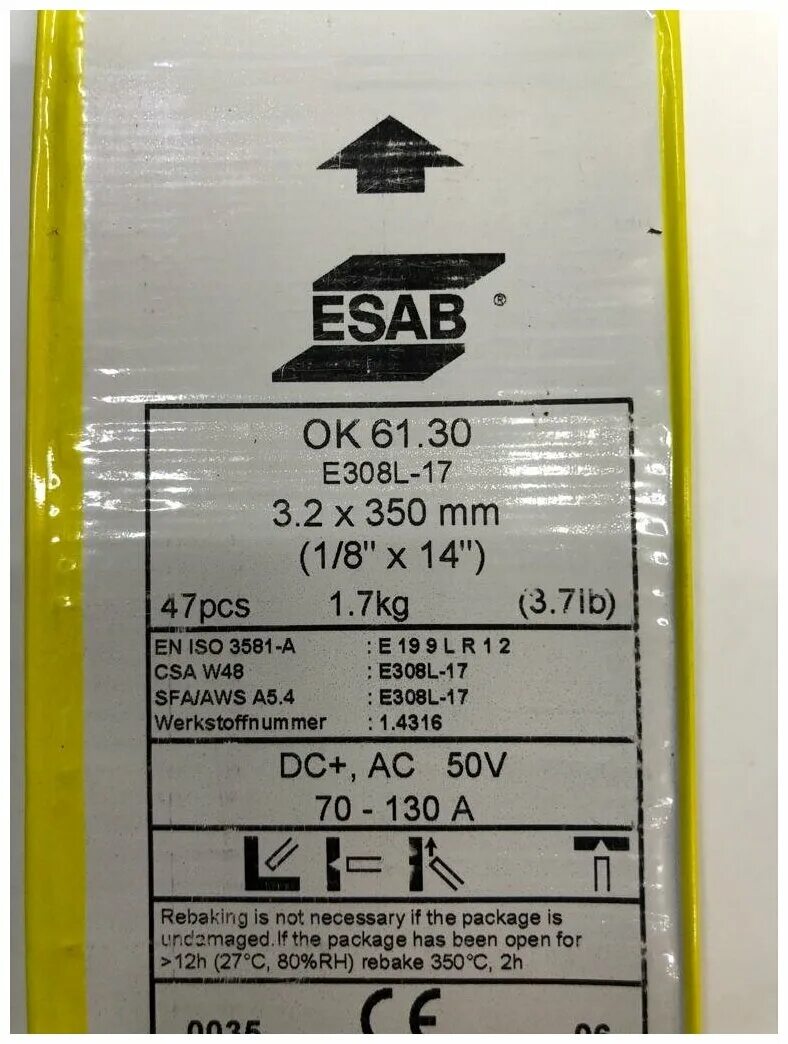 ESAB ®
OK 61.30
E308L-17
3.2 x 350 mm
(1/8" x 14")
47pcs 1.7kg (3.7lb)
EN ISO 3581-A : E 19 9 L R 1 2
CSA W48 : E308L-17
SFA/AWS A5.4 : E308L-17
Werkstoffnummer : 1.4316
DC+, AC 50V
70 - 130 A
Rebaking is not necessary if the package is
undamaged.If the package has been open for
>12h (27°C, 80%RH) rebake 350°C, 2h
0035 CE 06